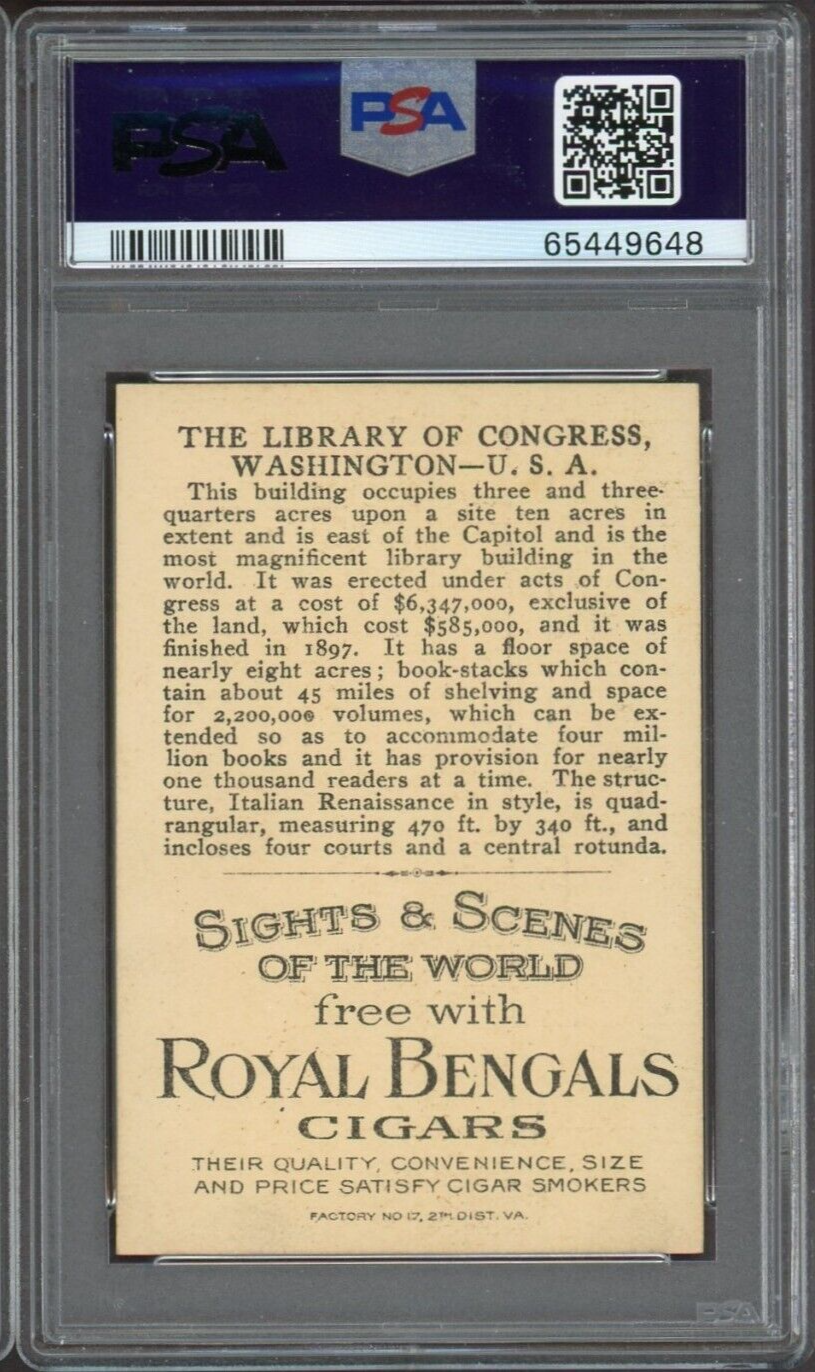 PSA
PSA
65449648
THE LIBRARY OF CONGRESS,
WASHINGTON—U. S. A.
This building occupies three and three-
quarters acres upon a site ten acres in
extent and is east of the Capitol and is the
most magnificent library building in the
world. It was erected under acts of Con-
gress at a cost of $6,347,000, exclusive of
the land, which cost $585,000, and it was
finished in 1897. It has a floor space of
nearly eight acres; book-stacks which con-
tain about 45 miles of shelving and space
for 2,200,000 volumes, which can be ex-
tended so as to accommodate four mil-
lion books and it has provision for nearly
one thousand readers at a time. The struc-
ture, Italian Renaissance in style, is quad-
rangular, measuring 470 ft. by 340 ft., and
incloses four courts and a central rotunda.
SIGHTS & SCENES
OF THE WORLD
free with
ROYAL BENGALS
CIGARS
THEIR QUALITY, CONVENIENCE, SIZE
AND PRICE SATISFY CIGAR SMOKERS
FACTORY NO 17, 2TH DIST. VA.
PSA